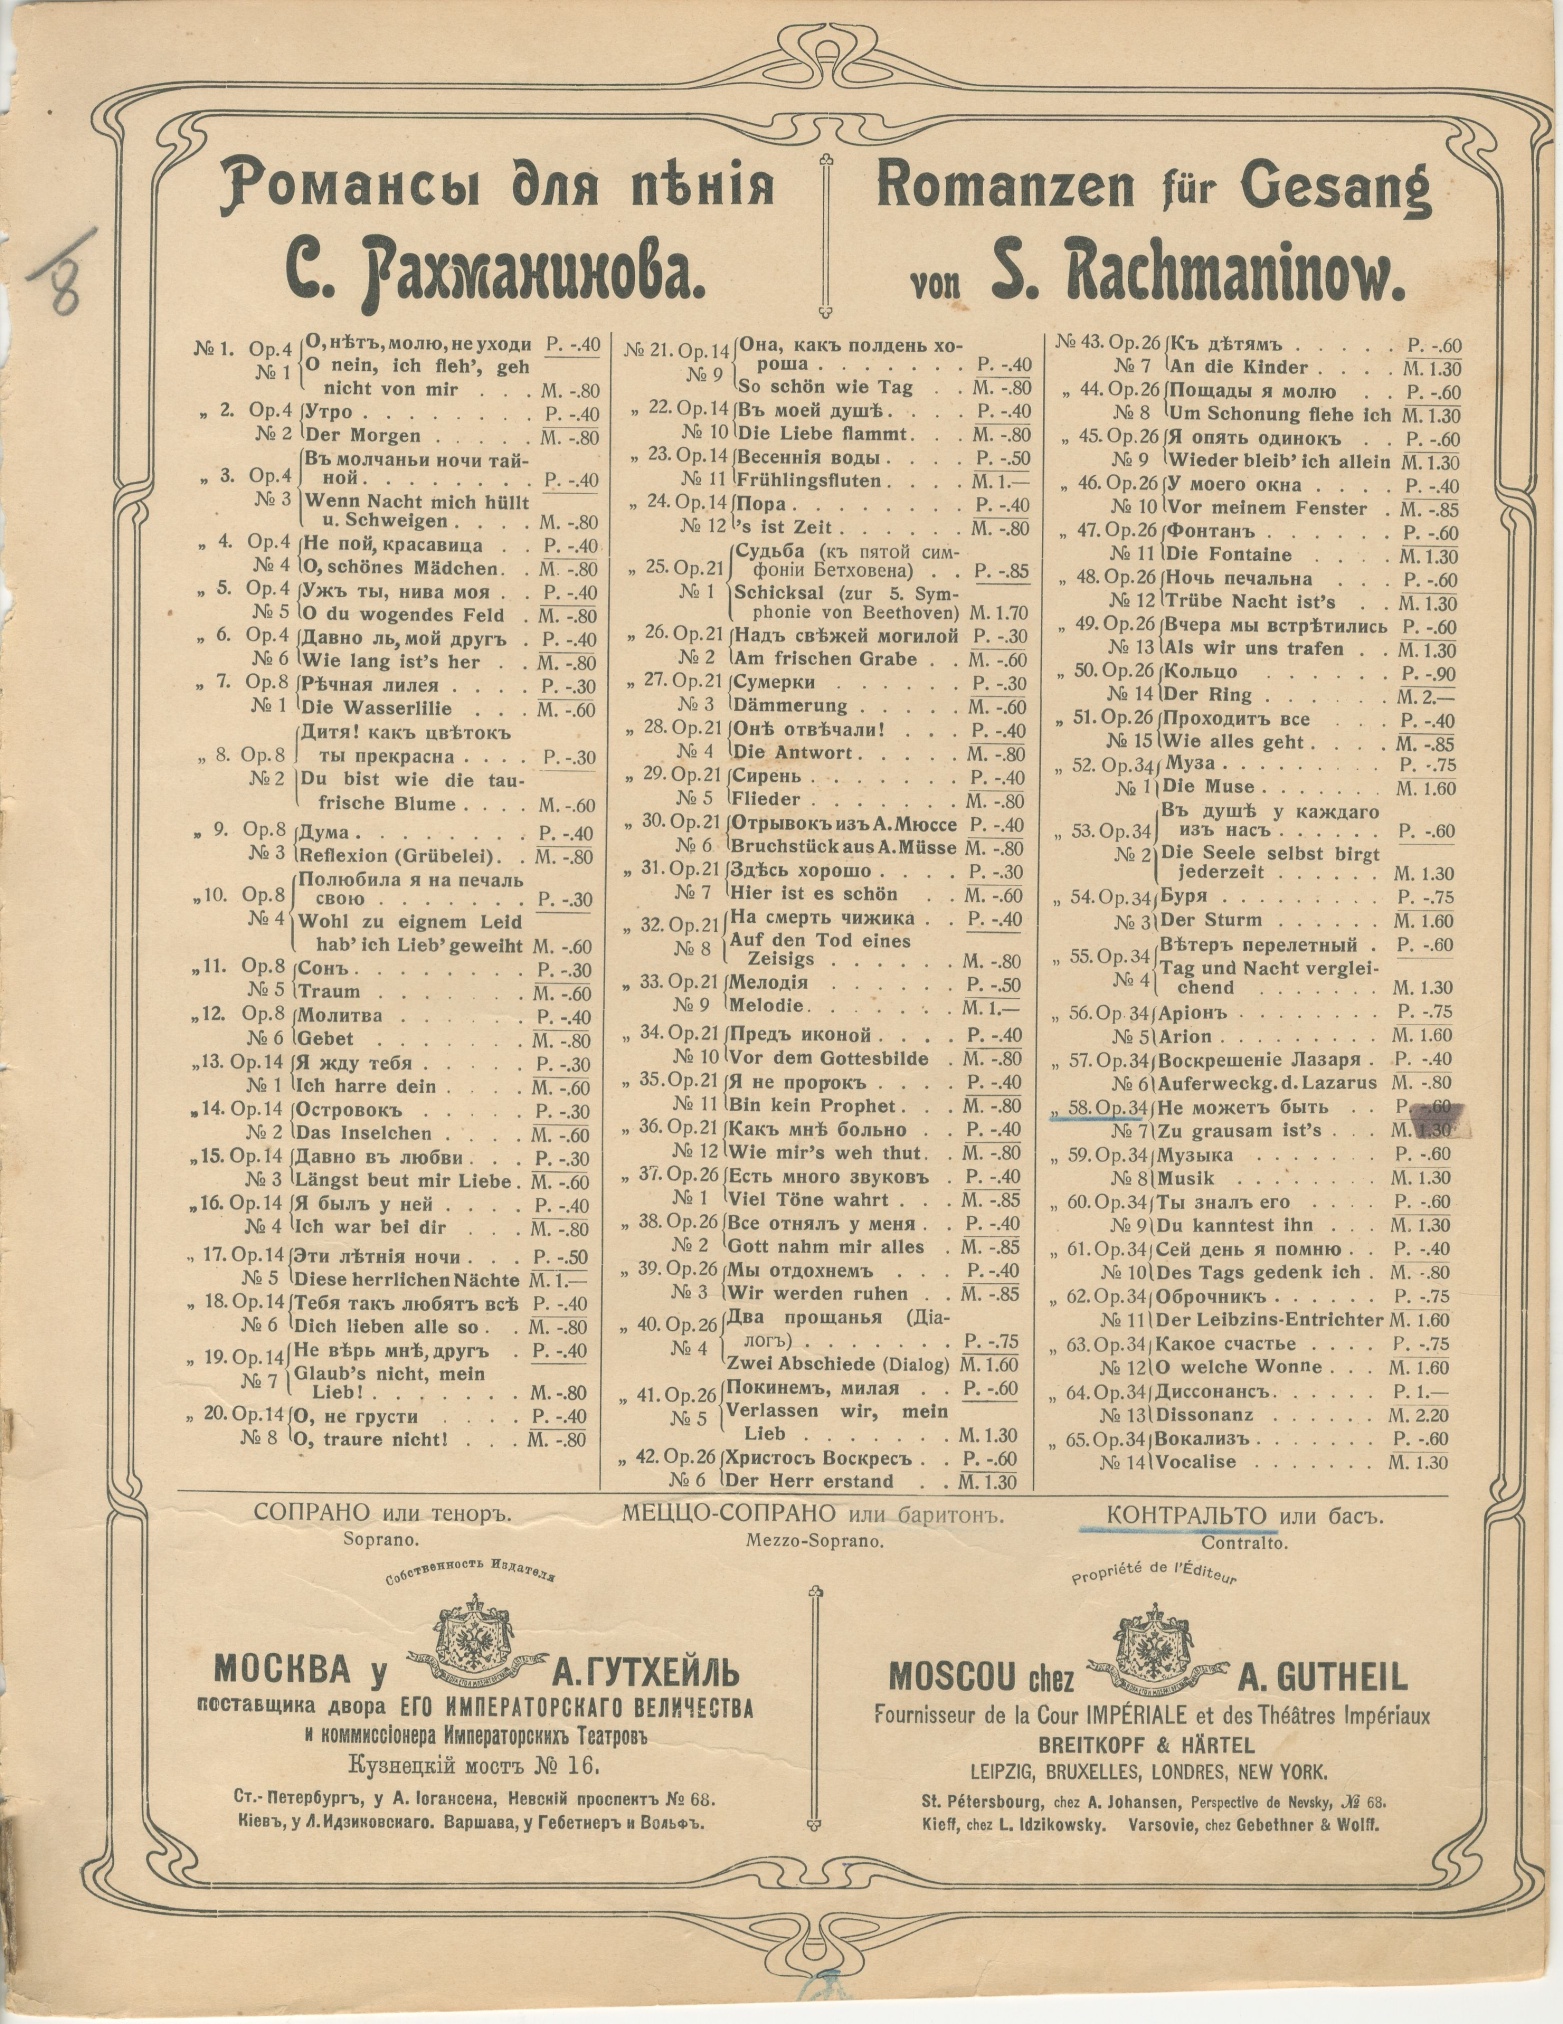 8
Романсы для пѣнія
С. Рахманинова.
Romanzen für Gesang
von S. Rachmaninow.
№ 1. Op. 4 О, нѣтъ, молю, не уходи Р. -.40
№ 1 O nein, ich fleh', geh
nicht von mir . . . M. -.80
„ 2. Op. 4 Утро . . . . . . . . Р. -.40
№ 2 Der Morgen . . . . . M. -.80
Въ молчаньи ночи тай-
„ 3. Op. 4 ной . . . . . . . . Р. -.40
№ 3 Wenn Nacht mich hüllt
u. Schweigen . . . . M. -.80
„ 4. Op. 4 Не пой, красавица . . Р. -.40
№ 4 O, schönes Mädchen. . M. -.80
„ 5. Op. 4 Ужъ ты, нива моя . . Р. -.40
№ 5 O du wogendes Feld . M. -.80
„ 6. Op. 4 Давно ль, мой другъ . Р. -.40
№ 6 Wie lang ist's her . . M. -.80
„ 7. Op. 8 Рѣчная лилея . . . . Р. -.30
№ 1 Die Wasserlilie . . . M. -.60
Дитя! какъ цвѣтокъ
„ 8. Op. 8 ты прекрасна . . . . Р. -.30
№ 2 Du bist wie die tau-
frische Blume . . . . M. -.60
„ 9. Op. 8 Дума . . . . . . . . Р. -.40
№ 3 Reflexion (Grübelei). . M. -.80
Полюбила я на печаль
„ 10. Op. 8 свою . . . . . . . Р. -.30
№ 4 Wohl zu eignem Leid
hab' ich Lieb' geweiht M. -.60
„ 11. Op. 8 Сонъ . . . . . . . . Р. -.30
№ 5 Traum . . . . . . . M. -.60
„ 12. Op. 8 Молитва . . . . . . Р. -.40
№ 6 Gebet . . . . . . . M. -.80
„ 13. Op. 14 Я жду тебя . . . . . Р. -.30
№ 1 Ich harre dein . . . . M. -.60
„ 14. Op. 14 Островокъ . . . . . Р. -.30
№ 2 Das Inselchen . . . . M. -.60
„ 15. Op. 14 Давно въ любви . . . Р. -.30
№ 3 Längst beut mir Liebe . M. -.60
„ 16. Op. 14 Я былъ у ней . . . . Р. -.40
№ 4 Ich war bei dir . . . M. -.80
„ 17. Op. 14 Эти лѣтнія ночи . . . Р. -.50
№ 5 Diese herrlichen Nächte M. 1.—
„ 18. Op. 14 Тебя такъ любятъ всѣ Р. -.40
№ 6 Dich lieben alle so . . M. -.80
„ 19. Op. 14 Не вѣрь мнѣ, другъ . Р. -.40
№ 7 Glaub's nicht, mein
Lieb! . . . . . . . M. -.80
„ 20. Op. 14 О, не грусти . . . . Р. -.40
№ 8 O, traure nicht! . . . M. -.80
№ 21. Op. 14 Она, какъ полдень хо-
№ 9 роша . . . . . . . Р. -.40
So schön wie Tag . . M. -.80
„ 22. Op. 14 Въ моей душѣ . . . . Р. -.40
№ 10 Die Liebe flammt . . . M. -.80
„ 23. Op. 14 Весеннія воды . . . . Р. -.50
№ 11 Frühlingsfluten . . . . M. 1.—
„ 24. Op. 14 Пора . . . . . . . . Р. -.40
№ 12 's ist Zeit . . . . . . M. -.80
Судьба (къ пятой сим-
„ 25. Op. 21 фоніи Бетховена) . . Р. -.85
№ 1 Schicksal (zur 5. Sym-
phonie von Beethoven) M. 1.70
„ 26. Op. 21 Надъ свѣжей могилой Р. -.30
№ 2 Am frischen Grabe . . M. -.60
„ 27. Op. 21 Сумерки . . . . . . Р. -.30
№ 3 Dämmerung . . . . . M. -.60
„ 28. Op. 21 Онѣ отвѣчали! . . . Р. -.40
№ 4 Die Antwort . . . . . M. -.80
„ 29. Op. 21 Сирень . . . . . . . Р. -.40
№ 5 Flieder . . . . . . . M. -.80
„ 30. Op. 21 Отрывокъ изъ А. Мюссе Р. -.40
№ 6 Bruchstück aus A. Müsse M. -.80
„ 31. Op. 21 Здѣсь хорошо . . . . Р. -.30
№ 7 Hier ist es schön . . M. -.60
„ 32. Op. 21 На смерть чижика . . Р. -.40
№ 8 Auf den Tod eines
Zeisigs . . . . . . M. -.80
„ 33. Op. 21 Мелодія . . . . . . Р. -.50
№ 9 Melodie . . . . . . . M. 1.—
„ 34. Op. 21 Предъ иконой . . . . Р. -.40
№ 10 Vor dem Gottesbilde . M. -.80
„ 35. Op. 21 Я не пророкъ . . . . Р. -.40
№ 11 Bin kein Prophet . . . M. -.80
„ 36. Op. 21 Какъ мнѣ больно . . Р. -.40
№ 12 Wie mir's weh thut . . M. -.80
„ 37. Op. 26 Есть много звуковъ . Р. -.40
№ 1 Viel Töne wahrt . . . M. -.85
„ 38. Op. 26 Все отнялъ у меня . . Р. -.40
№ 2 Gott nahm mir alles . M. -.85
„ 39. Op. 26 Мы отдохнемъ . . . Р. -.40
№ 3 Wir werden ruhen . . M. -.85
„ 40. Op. 26 Два прощанья (Діа-
№ 4 логъ) . . . . . . . Р. -.75
Zwei Abschiede (Dialog) M. 1.60
„ 41. Op. 26 Покинемъ, милая . . Р. -.60
№ 5 Verlassen wir, mein
Lieb . . . . . . . M. 1.30
„ 42. Op. 26 Христосъ Воскресъ . . Р. -.60
№ 6 Der Herr erstand . . M. 1.30
№ 43. Op. 26 Къ дѣтямъ . . . . . Р. -.60
№ 7 An die Kinder . . . . M. 1.30
„ 44. Op. 26 Пощады я молю . . Р. -.60
№ 8 Um Schonung flehe ich M. 1.30
„ 45. Op. 26 Я опять одинокъ . . Р. -.60
№ 9 Wieder bleib' ich allein M. 1.30
„ 46. Op. 26 У моего окна . . . . Р. -.40
№ 10 Vor meinem Fenster . M. -.85
„ 47. Op. 26 Фонтанъ . . . . . . Р. -.60
№ 11 Die Fontaine . . . . M. 1.30
„ 48. Op. 26 Ночь печальна . . . Р. -.60
№ 12 Trübe Nacht ist's . . M. 1.30
„ 49. Op. 26 Вчера мы встрѣтились Р. -.60
№ 13 Als wir uns trafen . . M. 1.30
„ 50. Op. 26 Кольцо . . . . . . Р. -.90
№ 14 Der Ring . . . . . . M. 2.—
„ 51. Op. 26 Проходитъ все . . . Р. -.40
№ 15 Wie alles geht . . . . M. -.85
„ 52. Op. 34 Муза . . . . . . . . Р. -.75
№ 1 Die Muse . . . . . . M. 1.60
Въ душѣ у каждаго
„ 53. Op. 34 изъ насъ . . . . . . Р. -.60
№ 2 Die Seele selbst birgt
jederzeit . . . . . . M. 1.30
„ 54. Op. 34 Буря . . . . . . . . Р. -.75
№ 3 Der Sturm . . . . . . M. 1.60
„ 55. Op. 34 Вѣтеръ перелетный . Р. -.60
№ 4 Tag und Nacht verglei-
chend . . . . . . . M. 1.30
„ 56. Op. 34 Аріонъ . . . . . . . Р. -.75
№ 5 Arion . . . . . . . . M. 1.60
„ 57. Op. 34 Воскрешеніе Лазаря . Р. -.40
№ 6 Auferweckg. d. Lazarus M. -.80
„ 58. Op. 34 Не можетъ быть . . Р. -.60
№ 7 Zu grausam ist's . . . M. 1.30
„ 59. Op. 34 Музыка . . . . . . Р. -.60
№ 8 Musik . . . . . . . M. 1.30
„ 60. Op. 34 Ты зналъ его . . . . Р. -.60
№ 9 Du kanntest ihn . . . M. 1.30
„ 61. Op. 34 Сей день я помню . . Р. -.40
№ 10 Des Tags gedenk ich . M. -.80
„ 62. Op. 34 Оброчникъ . . . . . . Р. -.75
№ 11 Der Leibzins-Entrichter M. 1.60
„ 63. Op. 34 Какое счастье . . . . Р. -.75
№ 12 O welche Wonne . . . M. 1.60
„ 64. Op. 34 Диссонансъ . . . . . . Р. 1.—
№ 13 Dissonanz . . . . . . M. 2.20
„ 65. Op. 34 Вокализъ . . . . . . . Р. -.60
№ 14 Vocalise . . . . . . M. 1.30
СОПРАНО или теноръ.
Soprano.
МЕЦЦО-СОПРАНО или баритонъ.
Mezzo-Soprano.
КОНТРАЛЬТО или басъ.
Contralto.
Собственность Издателя
МОСКВА у А. ГУТХЕЙЛЬ
поставщика двора ЕГО ИМПЕРАТОРСКАГО ВЕЛИЧЕСТВА
и коммиссіонера Императорскихъ Театровъ
Кузнецкій мостъ № 16.
Ст.-Петербургъ, у А. Іогансена, Невскій проспектъ № 68.
Кіевъ, у Л. Идзиковскаго. Варшава, у Гебетнеръ и Вольфъ.
Propriété de l'Éditeur
MOSCOU chez A. GUTHEIL
Fournisseur de la Cour IMPÉRIALE et des Théâtres Impériaux
BREITKOPF & HÄRTEL
LEIPZIG, BRUXELLES, LONDRES, NEW YORK.
St. Pétersbourg, chez A. Johansen, Perspective de Nevsky, № 68.
Kieff, chez L. Idzikowsky. Varsovie, chez Gebethner & Wolff.